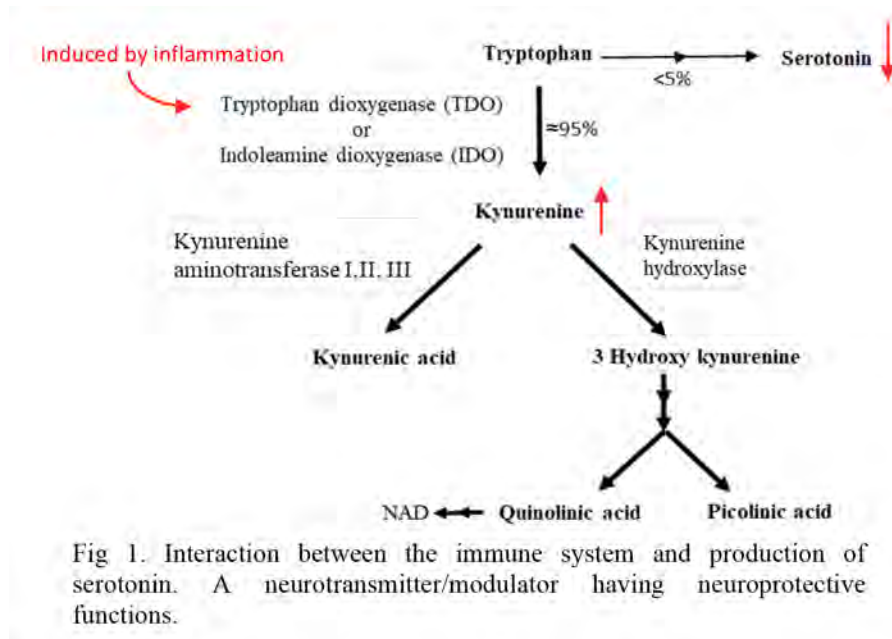 Induced by inflammation
Tryptophan
Serotonin
<5%
Tryptophan dioxygenase (TDO)
or
Indoleamine dioxygenase (IDO)
≈95%
Kynurenine
Kynurenine
aminotransferase I,II, III
Kynurenine
hydroxylase
Kynurenic acid
3 Hydroxy kynurenine
NAD
Quinolinic acid
Picolinic acid
Fig 1. Interaction between the immune system and production of
serotonin. A neurotransmitter/modulator having neuroprotective
functions.